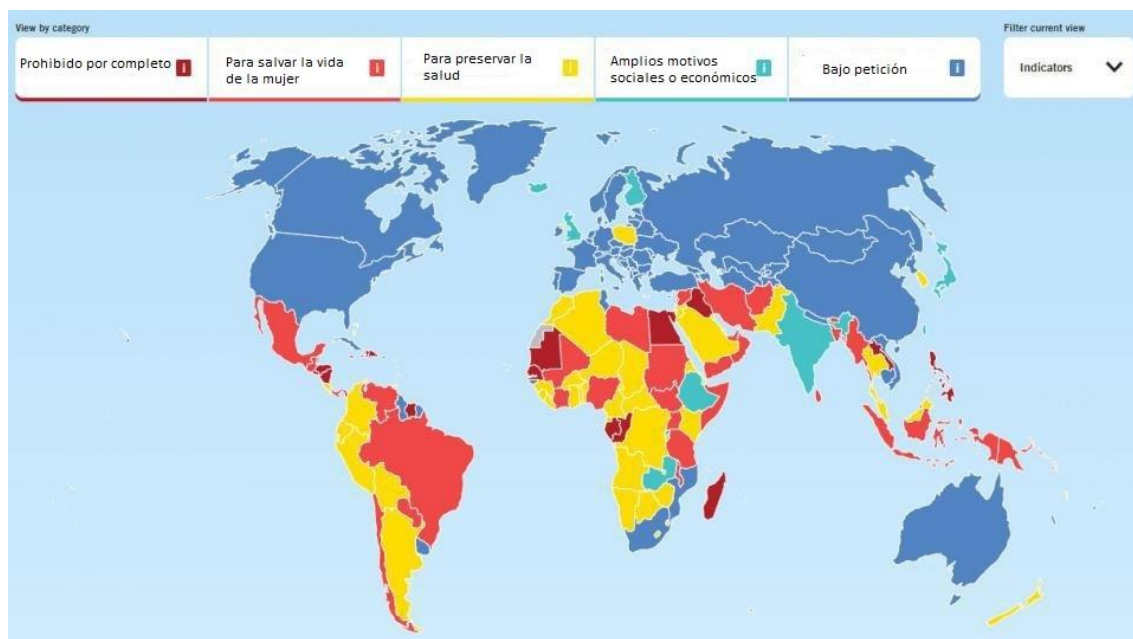 View by category
Filter current view
Prohibido por completo i
Para salvar la vida
de la mujer i
Para preservar la
salud i
Amplios motivos
sociales o económicos i
Bajo petición i
Indicators